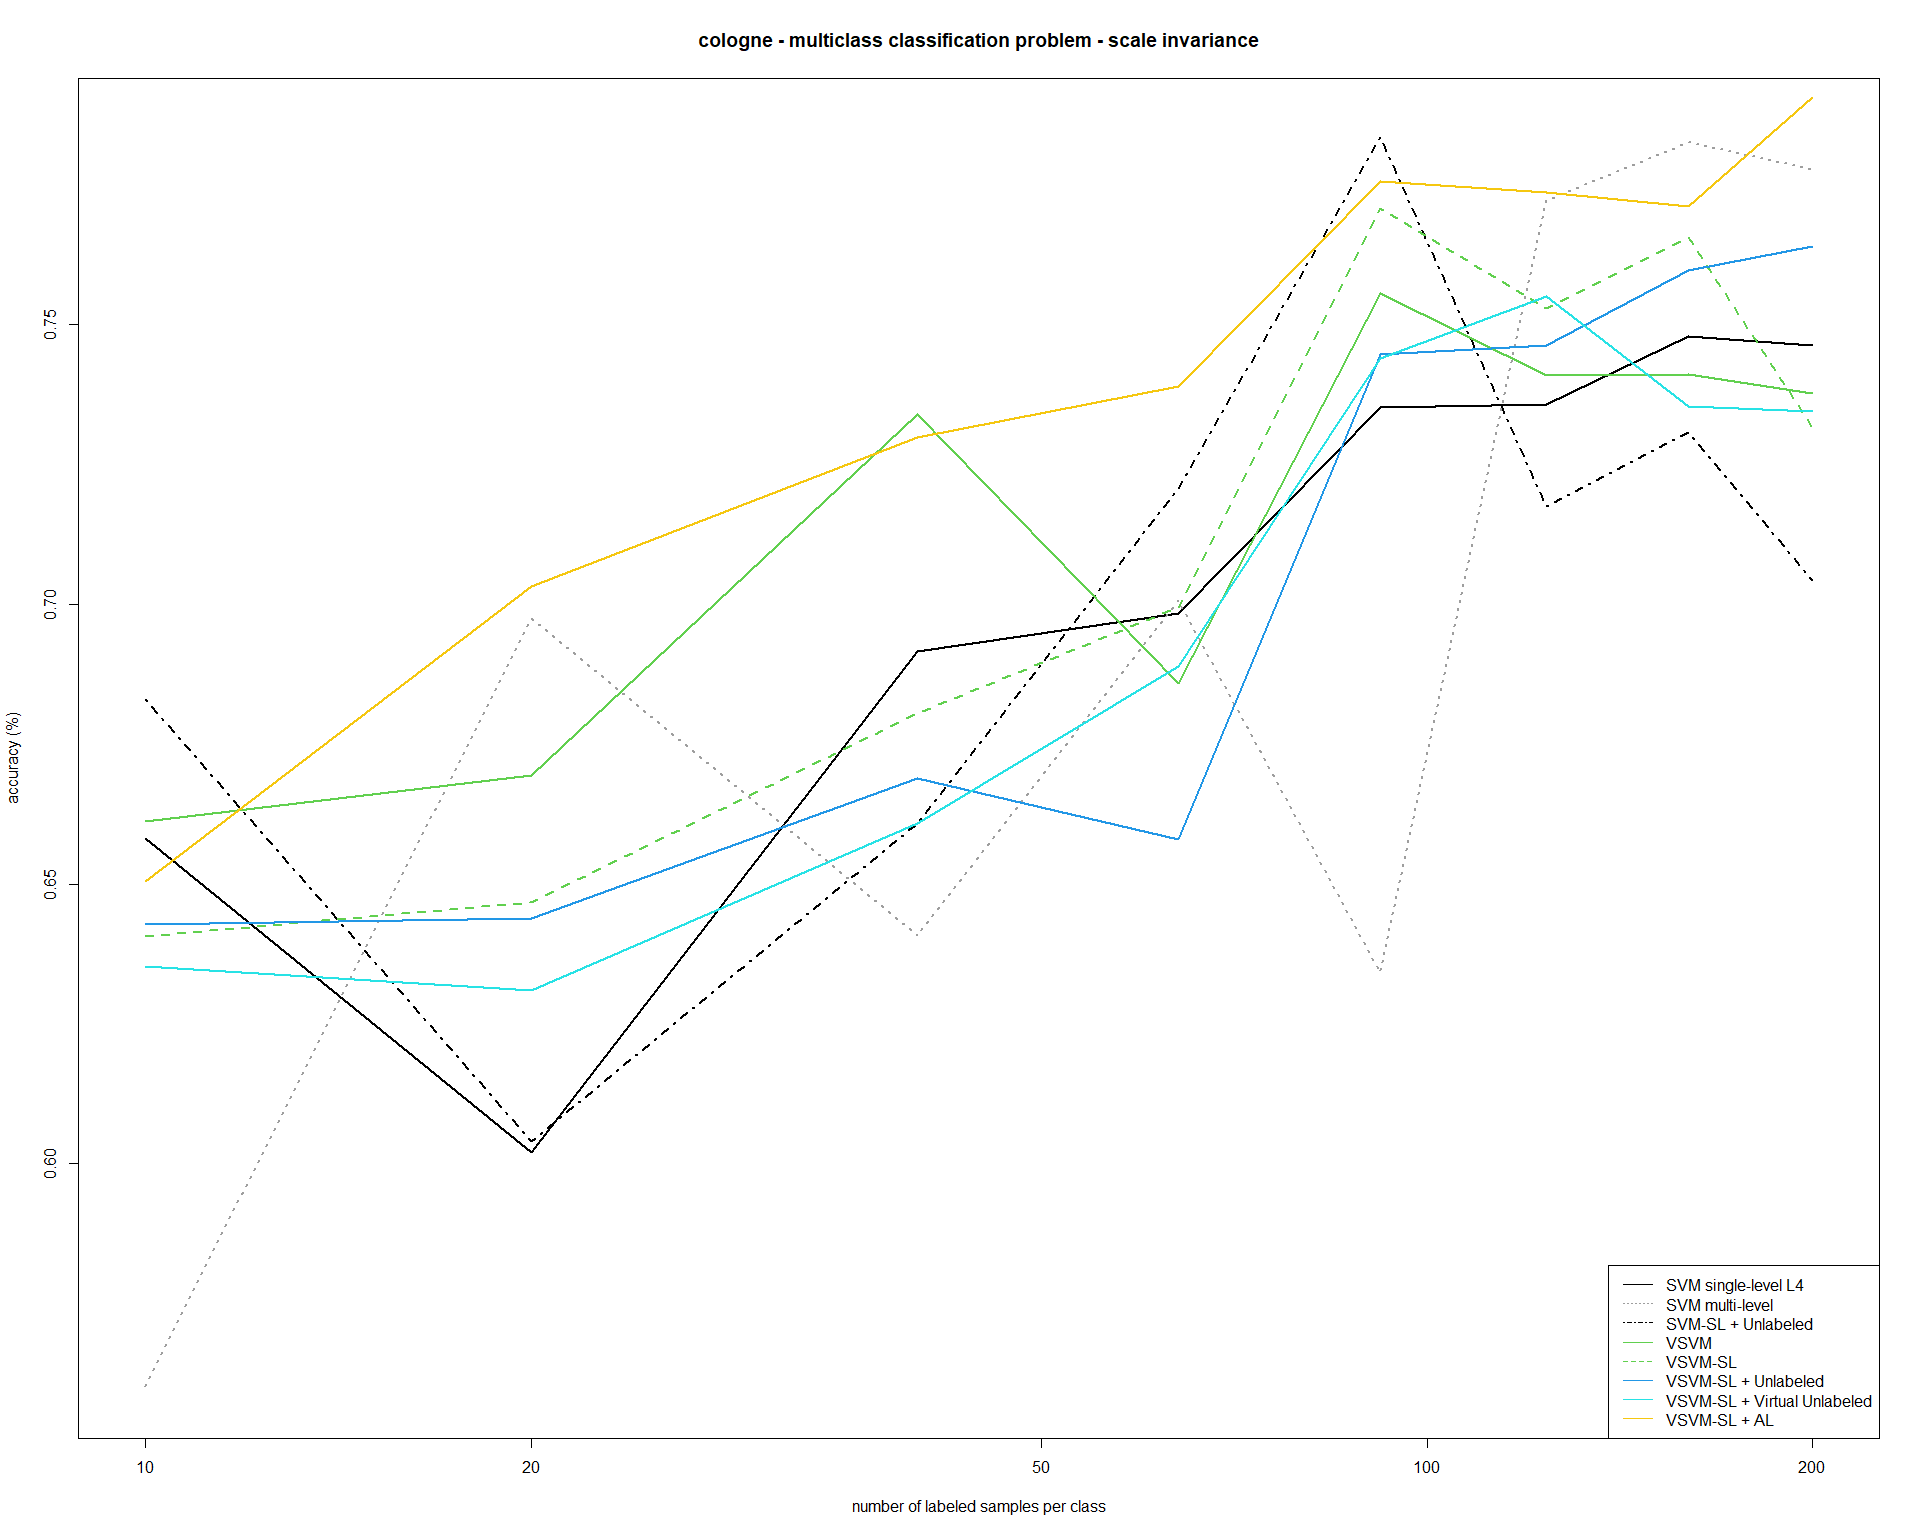 cologne - multiclass classification problem - scale invariance
accuracy (%)
0.75
0.70
0.65
0.60
10
20
50
100
200
number of labeled samples per class
SVM single-level L4
SVM multi-level
SVM-SL + Unlabeled
VSVM
VSVM-SL
VSVM-SL + Unlabeled
VSVM-SL + Virtual Unlabeled
VSVM-SL + AL